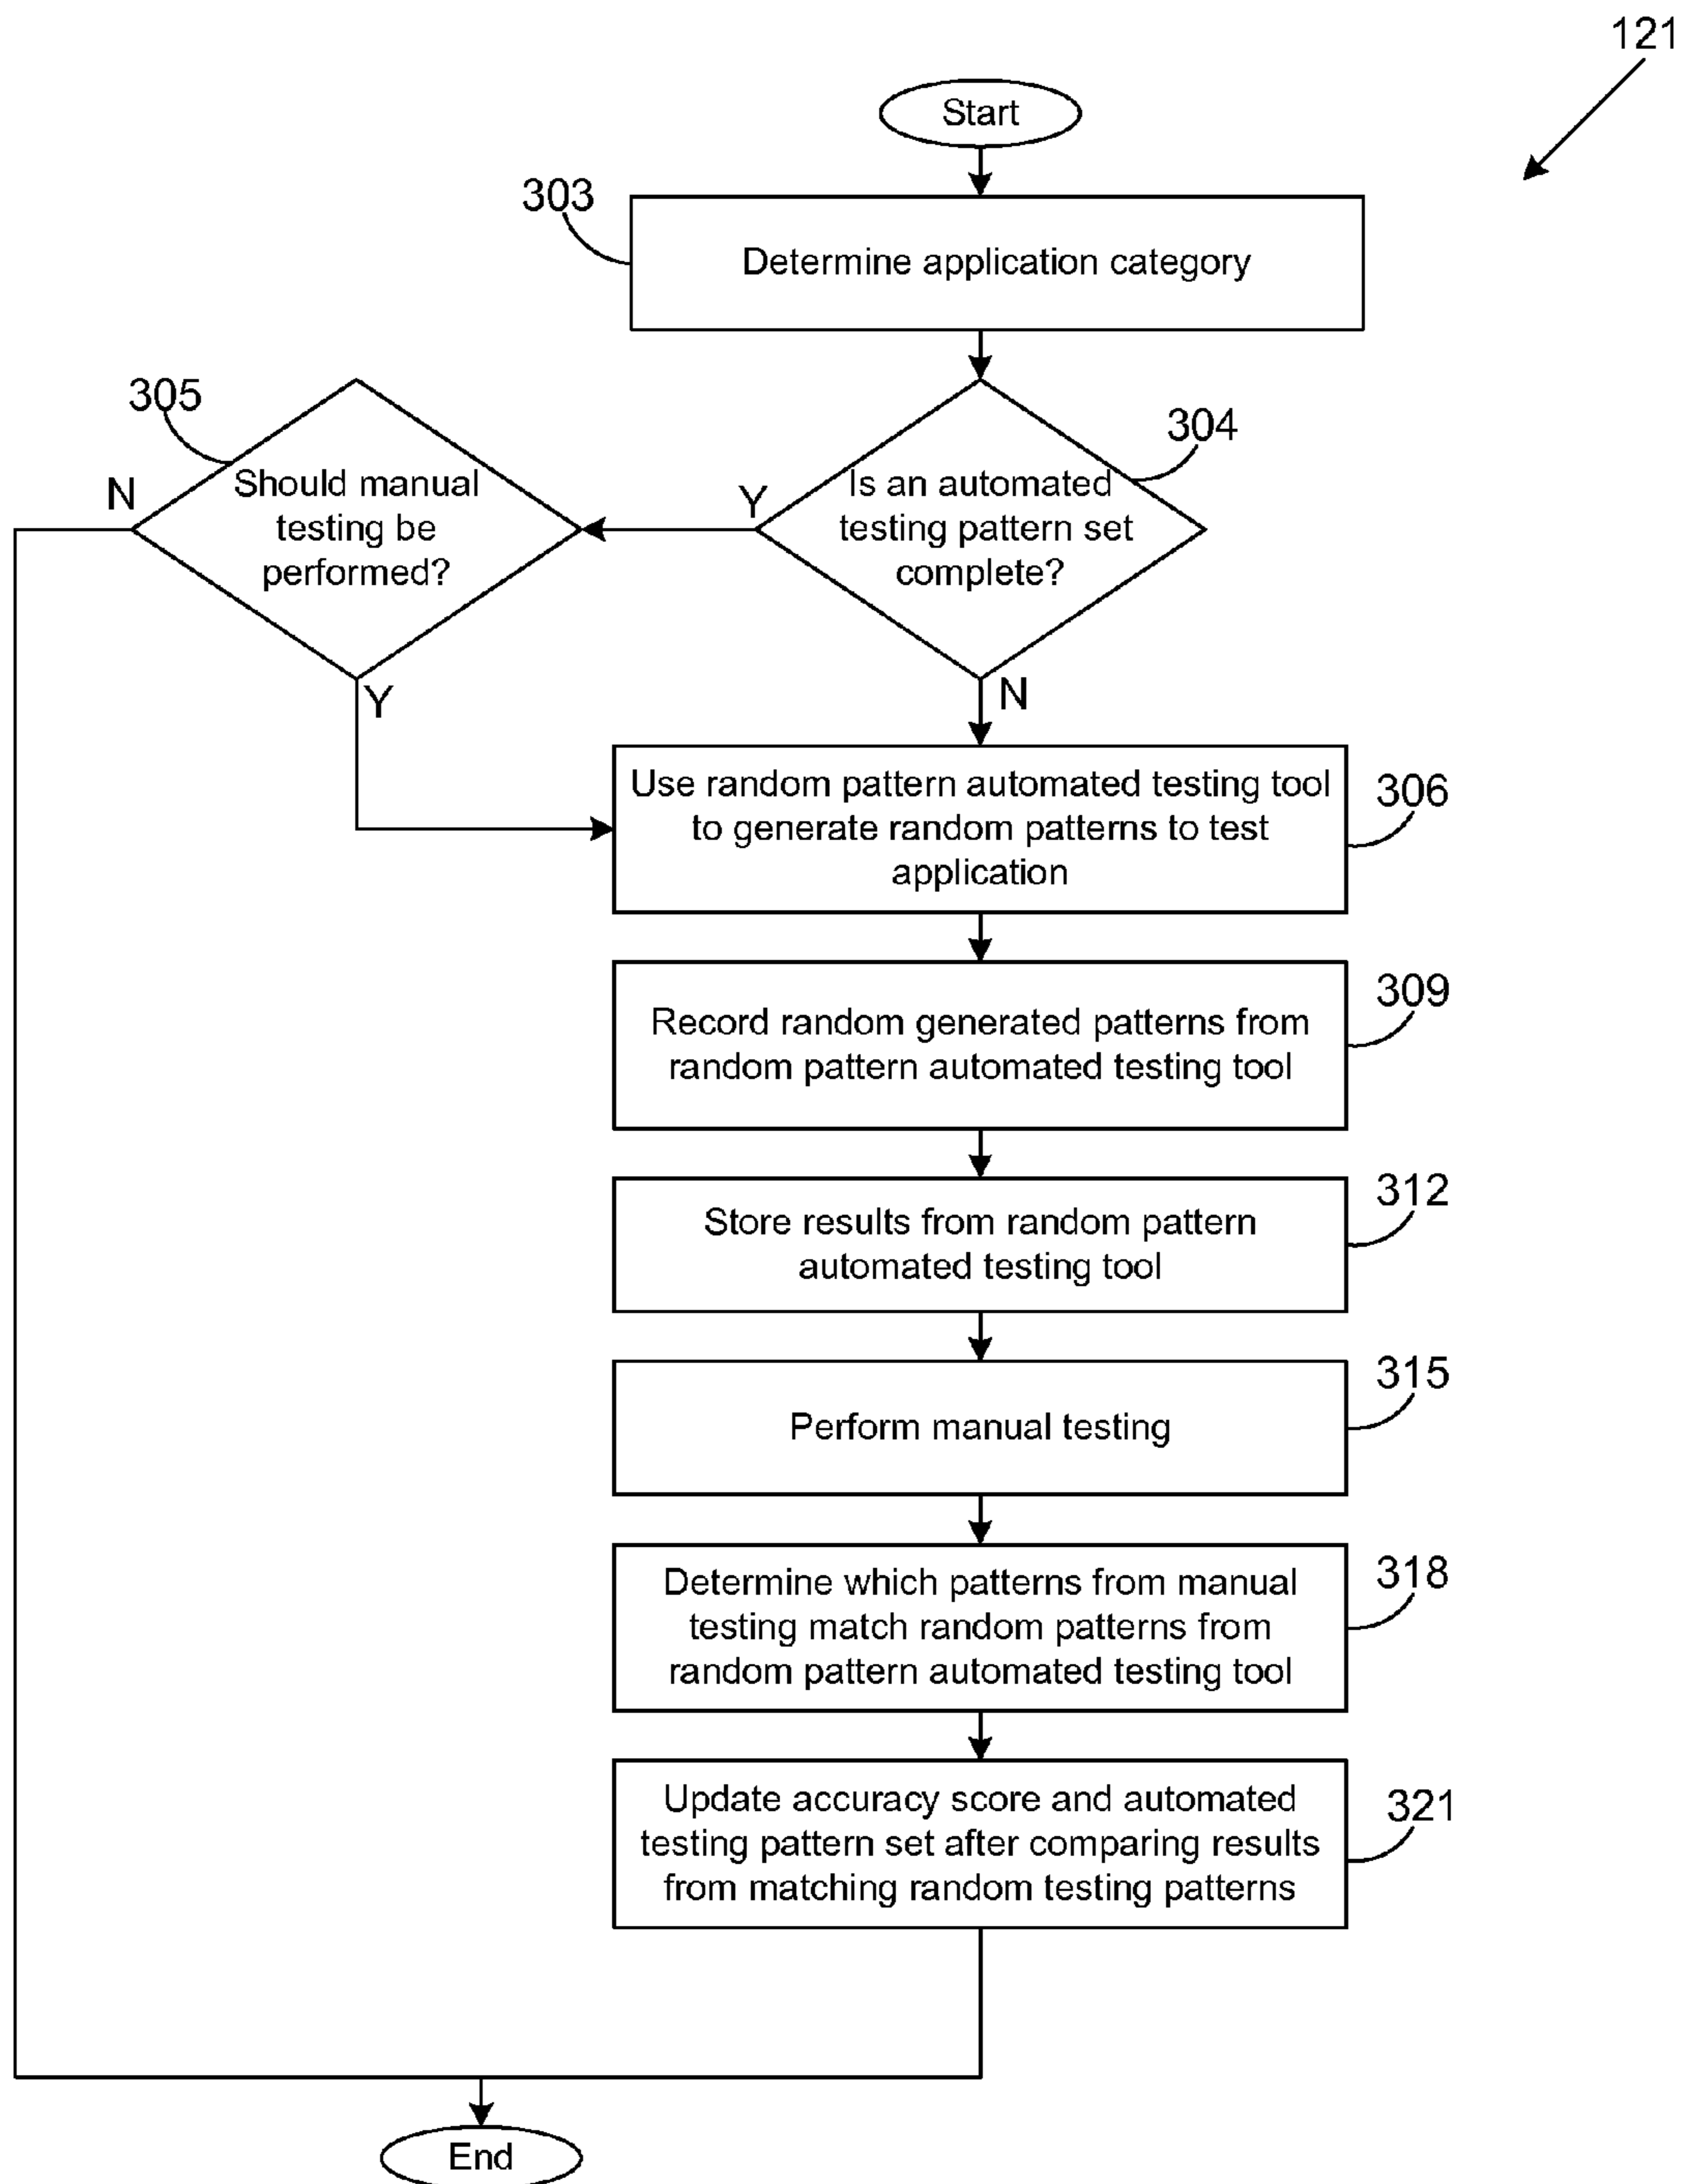 121
Start
303
Determine application category
305
304
N
Should manual
testing be
performed?
Y
Is an automated
testing pattern set
complete?
Y
N
Use random pattern automated testing tool
to generate random patterns to test
application
306
Record random generated patterns from
random pattern automated testing tool
309
Store results from random pattern
automated testing tool
312
Perform manual testing
315
Determine which patterns from manual
testing match random patterns from
random pattern automated testing tool
318
Update accuracy score and automated
testing pattern set after comparing results
from matching random testing patterns
321
End